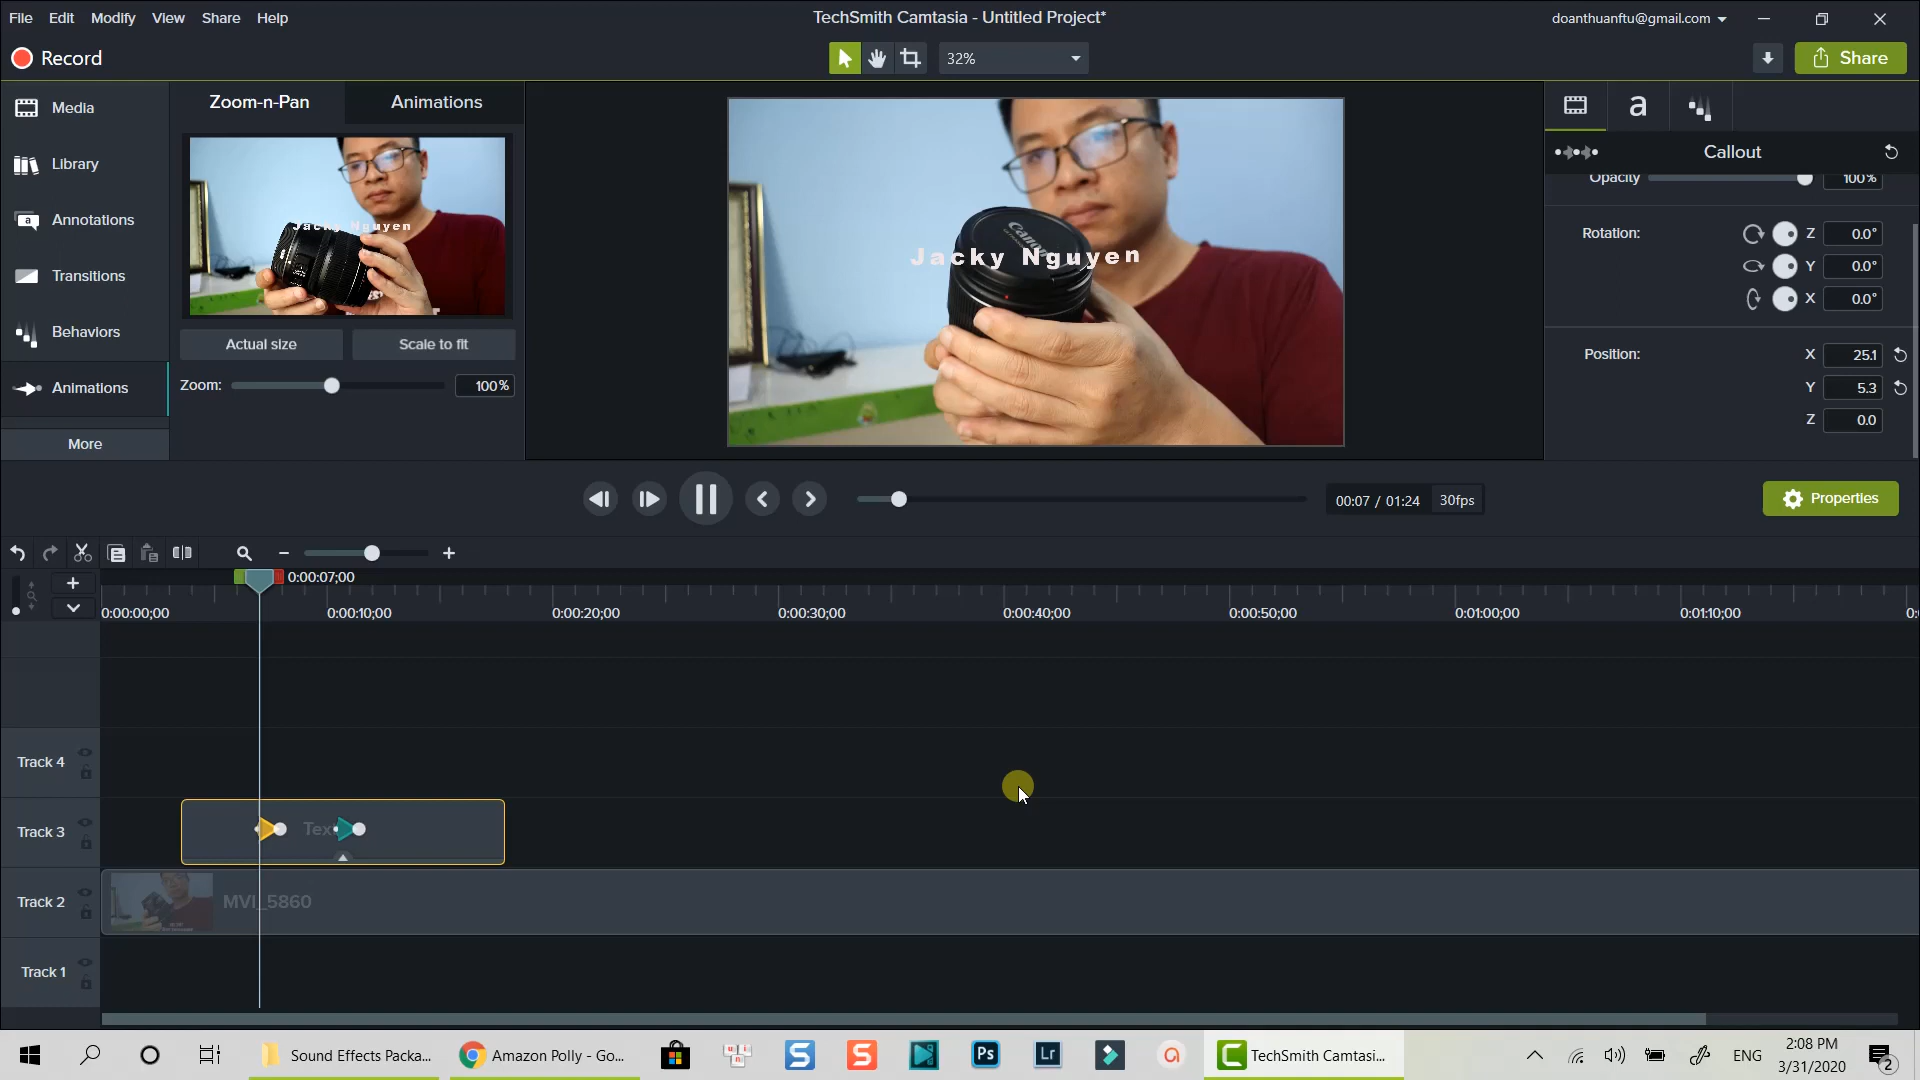 File Edit Modify View Share Help
TechSmith Camtasia - Untitled Project*
doanthuanftu@gmail.com
Record
32%
Share
Media
Library
Annotations
Transitions
Behaviors
Animations
More
Zoom-n-Pan
Animations
Jacky Nguyen
Actual size
Scale to fit
Zoom:
100%
Canon
Jacky Nguyen
a
Callout
Opacity
100%
Rotation:
Z
0.0°
Y
0.0°
X
0.0°
Position:
X
25.1
Y
5.3
Z
0.0
00:07 / 01:24
30fps
Properties
0:00:07;00
0:00:00;00
0:00:10;00
0:00:20;00
0:00:30;00
0:00:40;00
0:00:50;00
0:01:00;00
0:01:10;00
Track 4
Track 3
Track 2
MVI_5860
Track 1
Sound Effects Packa...
Amazon Polly - Go...
Ps
Lr
TechSmith Camtasi...
ENG
2:08 PM
3/31/2020
2